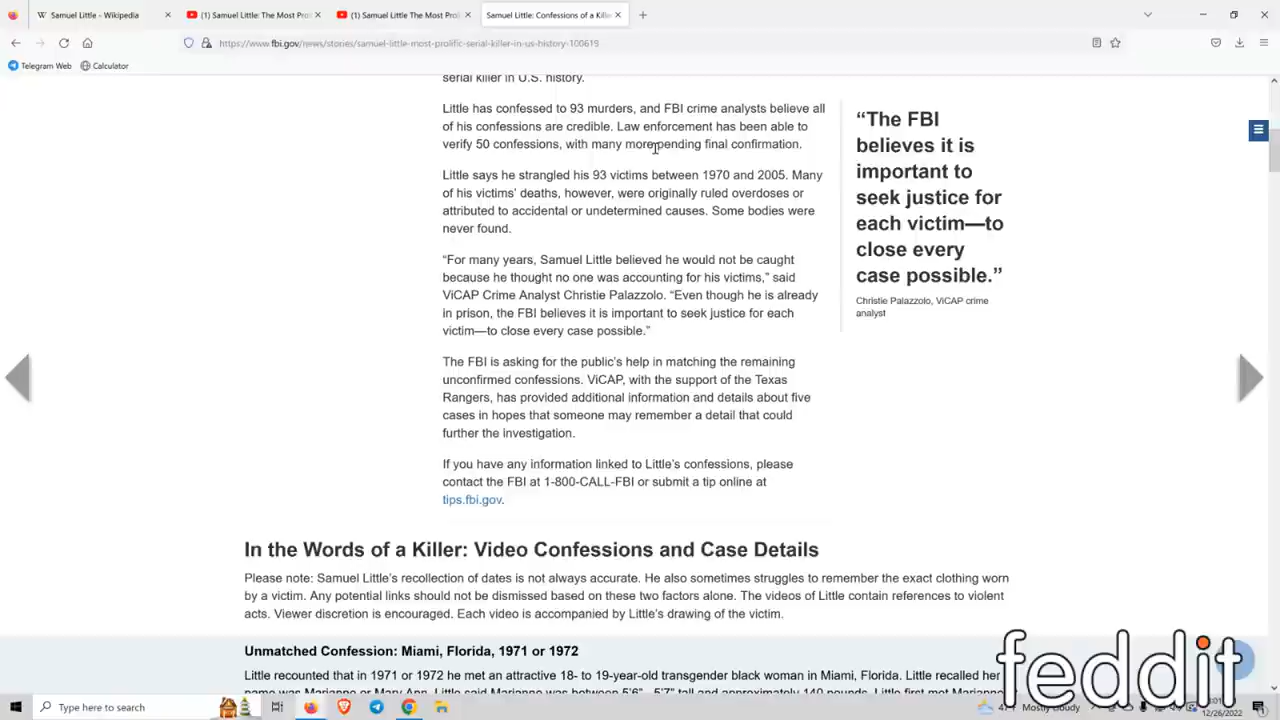 Samuel Little - Wikipedia
(1) Samuel Little: The Most Pro
(1) Samuel Little The Most Prol
Samuel Little: Confessions of a Kille
https://www.fbi.gov/news/stories/samuel-little-most-prolific-serial-killer-in-us-history-100619
Telegram Web
Calculator
serial killer in U.S. history.
Little has confessed to 93 murders, and FBI crime analysts believe all
of his confessions are credible. Law enforcement has been able to
verify 50 confessions, with many more pending final confirmation.
Little says he strangled his 93 victims between 1970 and 2005. Many
of his victims’ deaths, however, were originally ruled overdoses or
attributed to accidental or undetermined causes. Some bodies were
never found.
“For many years, Samuel Little believed he would not be caught
because he thought no one was accounting for his victims,” said
ViCAP Crime Analyst Christie Palazzolo. “Even though he is already
in prison, the FBI believes it is important to seek justice for each
victim—to close every case possible.”
The FBI is asking for the public’s help in matching the remaining
unconfirmed confessions. ViCAP, with the support of the Texas
Rangers, has provided additional information and details about five
cases in hopes that someone may remember a detail that could
further the investigation.
If you have any information linked to Little’s confessions, please
contact the FBI at 1-800-CALL-FBI or submit a tip online at
tips.fbi.gov.
“The FBI
believes it is
important to
seek justice for
each victim—to
close every
case possible.”
Christie Palazzolo, ViCAP crime
analyst
In the Words of a Killer: Video Confessions and Case Details
Please note: Samuel Little’s recollection of dates is not always accurate. He also sometimes struggles to remember the exact clothing worn
by a victim. Any potential links should not be dismissed based on these two factors alone. The videos of Little contain references to violent
acts. Viewer discretion is encouraged. Each video is accompanied by Little’s drawing of the victim.
Unmatched Confession: Miami, Florida, 1971 or 1972
Little recounted that in 1971 or 1972 he met an attractive 18- to 19-year-old transgender black woman in Miami, Florida. Little recalled her
name was Marianne or Mary Ann. Little said Marianne was between 5’6”- 5’7” tall and approximately 140 pounds. Little first met Marianne
feddit
Type here to search
Mostly cloudy
12/26/2022